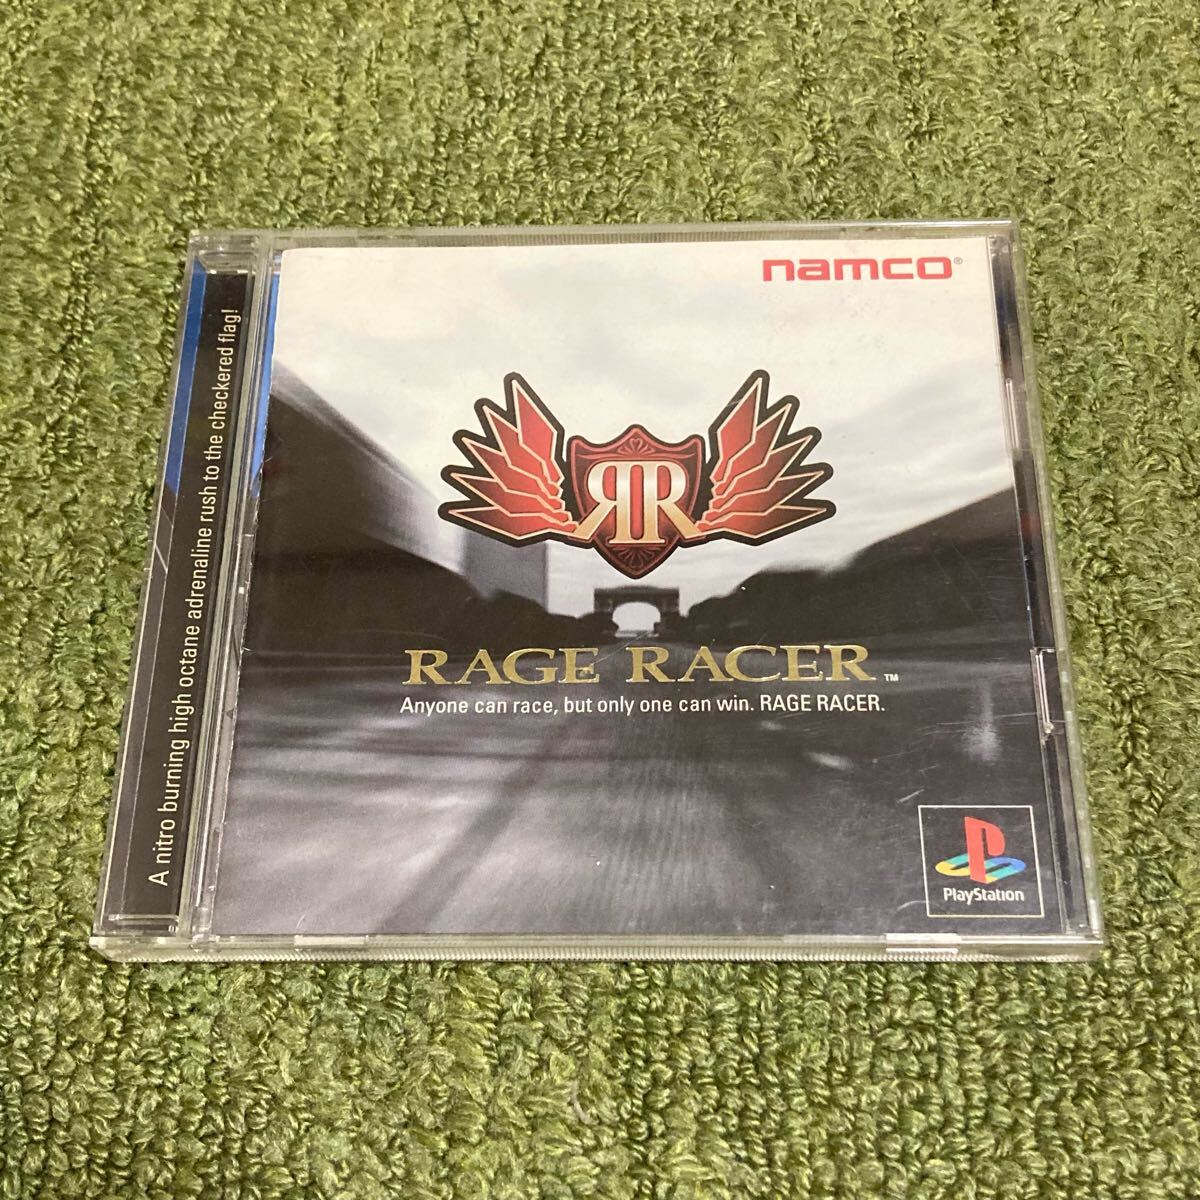 namco®
RR
RAGE RACER™
Anyone can race, but only one can win. RAGE RACER.
PlayStation
A nitro burning high octane adrenaline rush to the checkered flag!